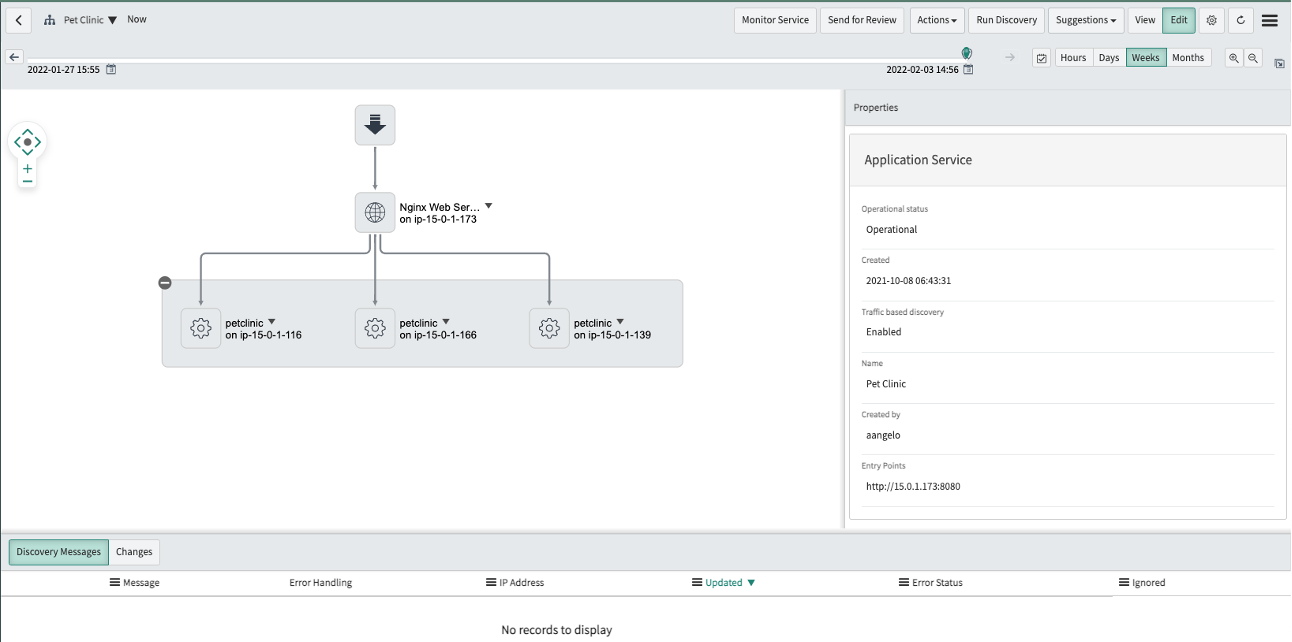 Pet Clinic Now
Monitor Service Send for Review Actions Run Discovery Suggestions View Edit
2022-01-27 15:55
2022-02-03 14:56
Hours Days Weeks Months
Nginx Web Ser...
on ip-15-0-1-173
petclinic
on ip-15-0-1-116
petclinic
on ip-15-0-1-166
petclinic
on ip-15-0-1-139
Properties
Application Service
Operational status
Operational
Created
2021-10-08 06:43:31
Traffic based discovery
Enabled
Name
Pet Clinic
Created by
aangelo
Entry Points
http://15.0.1.173:8080
Discovery Messages Changes
Message Error Handling IP Address Updated Error Status Ignored
No records to display